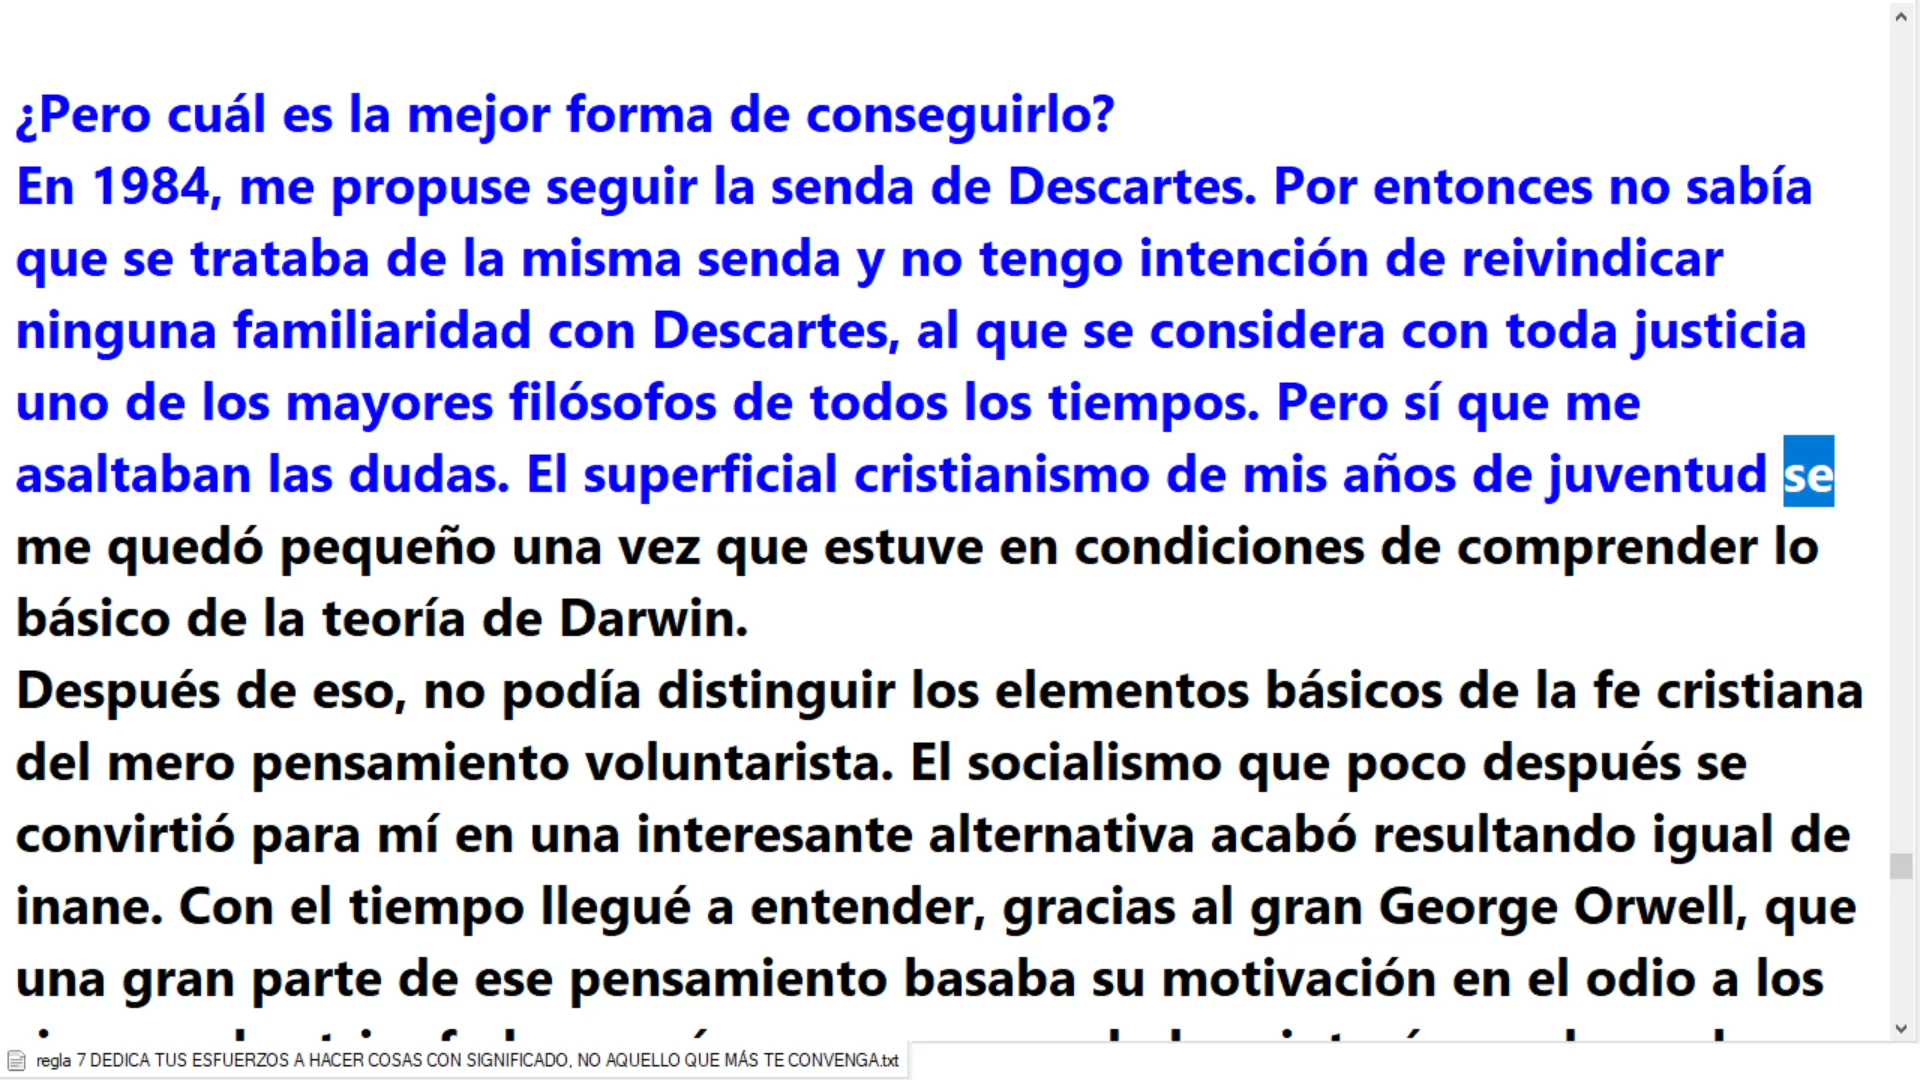 ¿Pero cuál es la mejor forma de conseguirlo?
En 1984, me propuse seguir la senda de Descartes. Por entonces no sabía
que se trataba de la misma senda y no tengo intención de reivindicar
ninguna familiaridad con Descartes, al que se considera con toda justicia
uno de los mayores filósofos de todos los tiempos. Pero sí que me
asaltaban las dudas. El superficial cristianismo de mis años de juventud se
me quedó pequeño una vez que estuve en condiciones de comprender lo
básico de la teoría de Darwin.
Después de eso, no podía distinguir los elementos básicos de la fe cristiana
del mero pensamiento voluntarista. El socialismo que poco después se
convirtió para mí en una interesante alternativa acabó resultando igual de
inane. Con el tiempo llegué a entender, gracias al gran George Orwell, que
una gran parte de ese pensamiento basaba su motivación en el odio a los
regla 7 DEDICA TUS ESFUERZOS A HACER COSAS CON SIGNIFICADO, NO AQUELLO QUE MÁS TE CONVENGA.txt